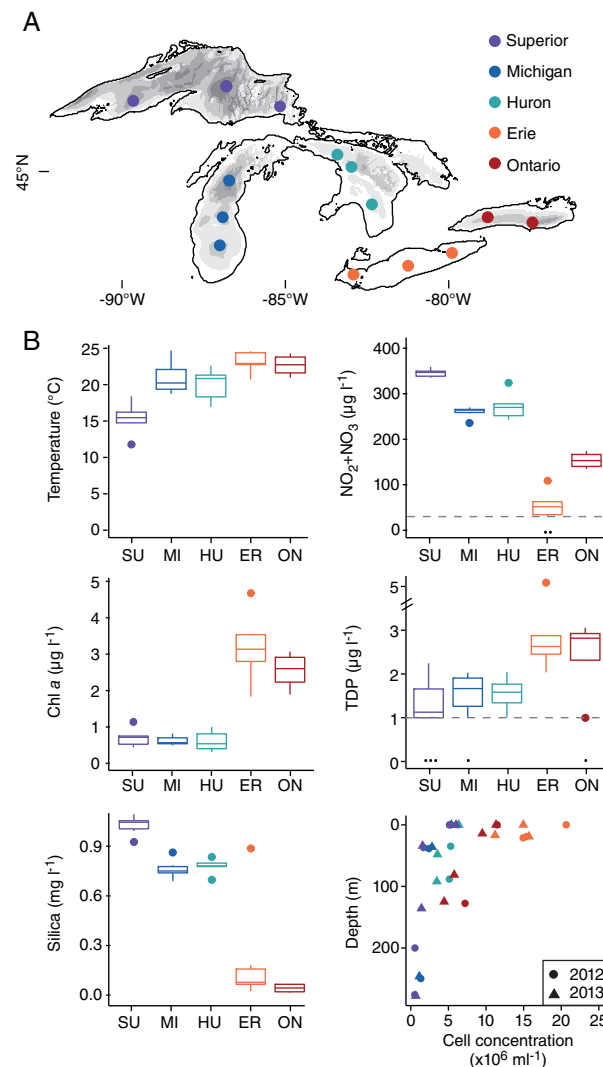 A
Superior
Michigan
Huron
Erie
Ontario
45°N
-90°W -85°W -80°W
B
Temperature (°C)
25
20
15
10
5
0
SU MI HU ER ON
NO2+NO3 (µg l-1)
400
300
200
100
0
SU MI HU ER ON
Chl a (µg l-1)
5
4
3
2
1
0
SU MI HU ER ON
TDP (µg l-1)
5
3
2
1
0
SU MI HU ER ON
Silica (mg l-1)
0.9
0.6
0.3
0.0
SU MI HU ER ON
Depth (m)
0
100
200
2012
2013
0 5 10 15 20 25
Cell concentration
(x10⁶ ml-1)